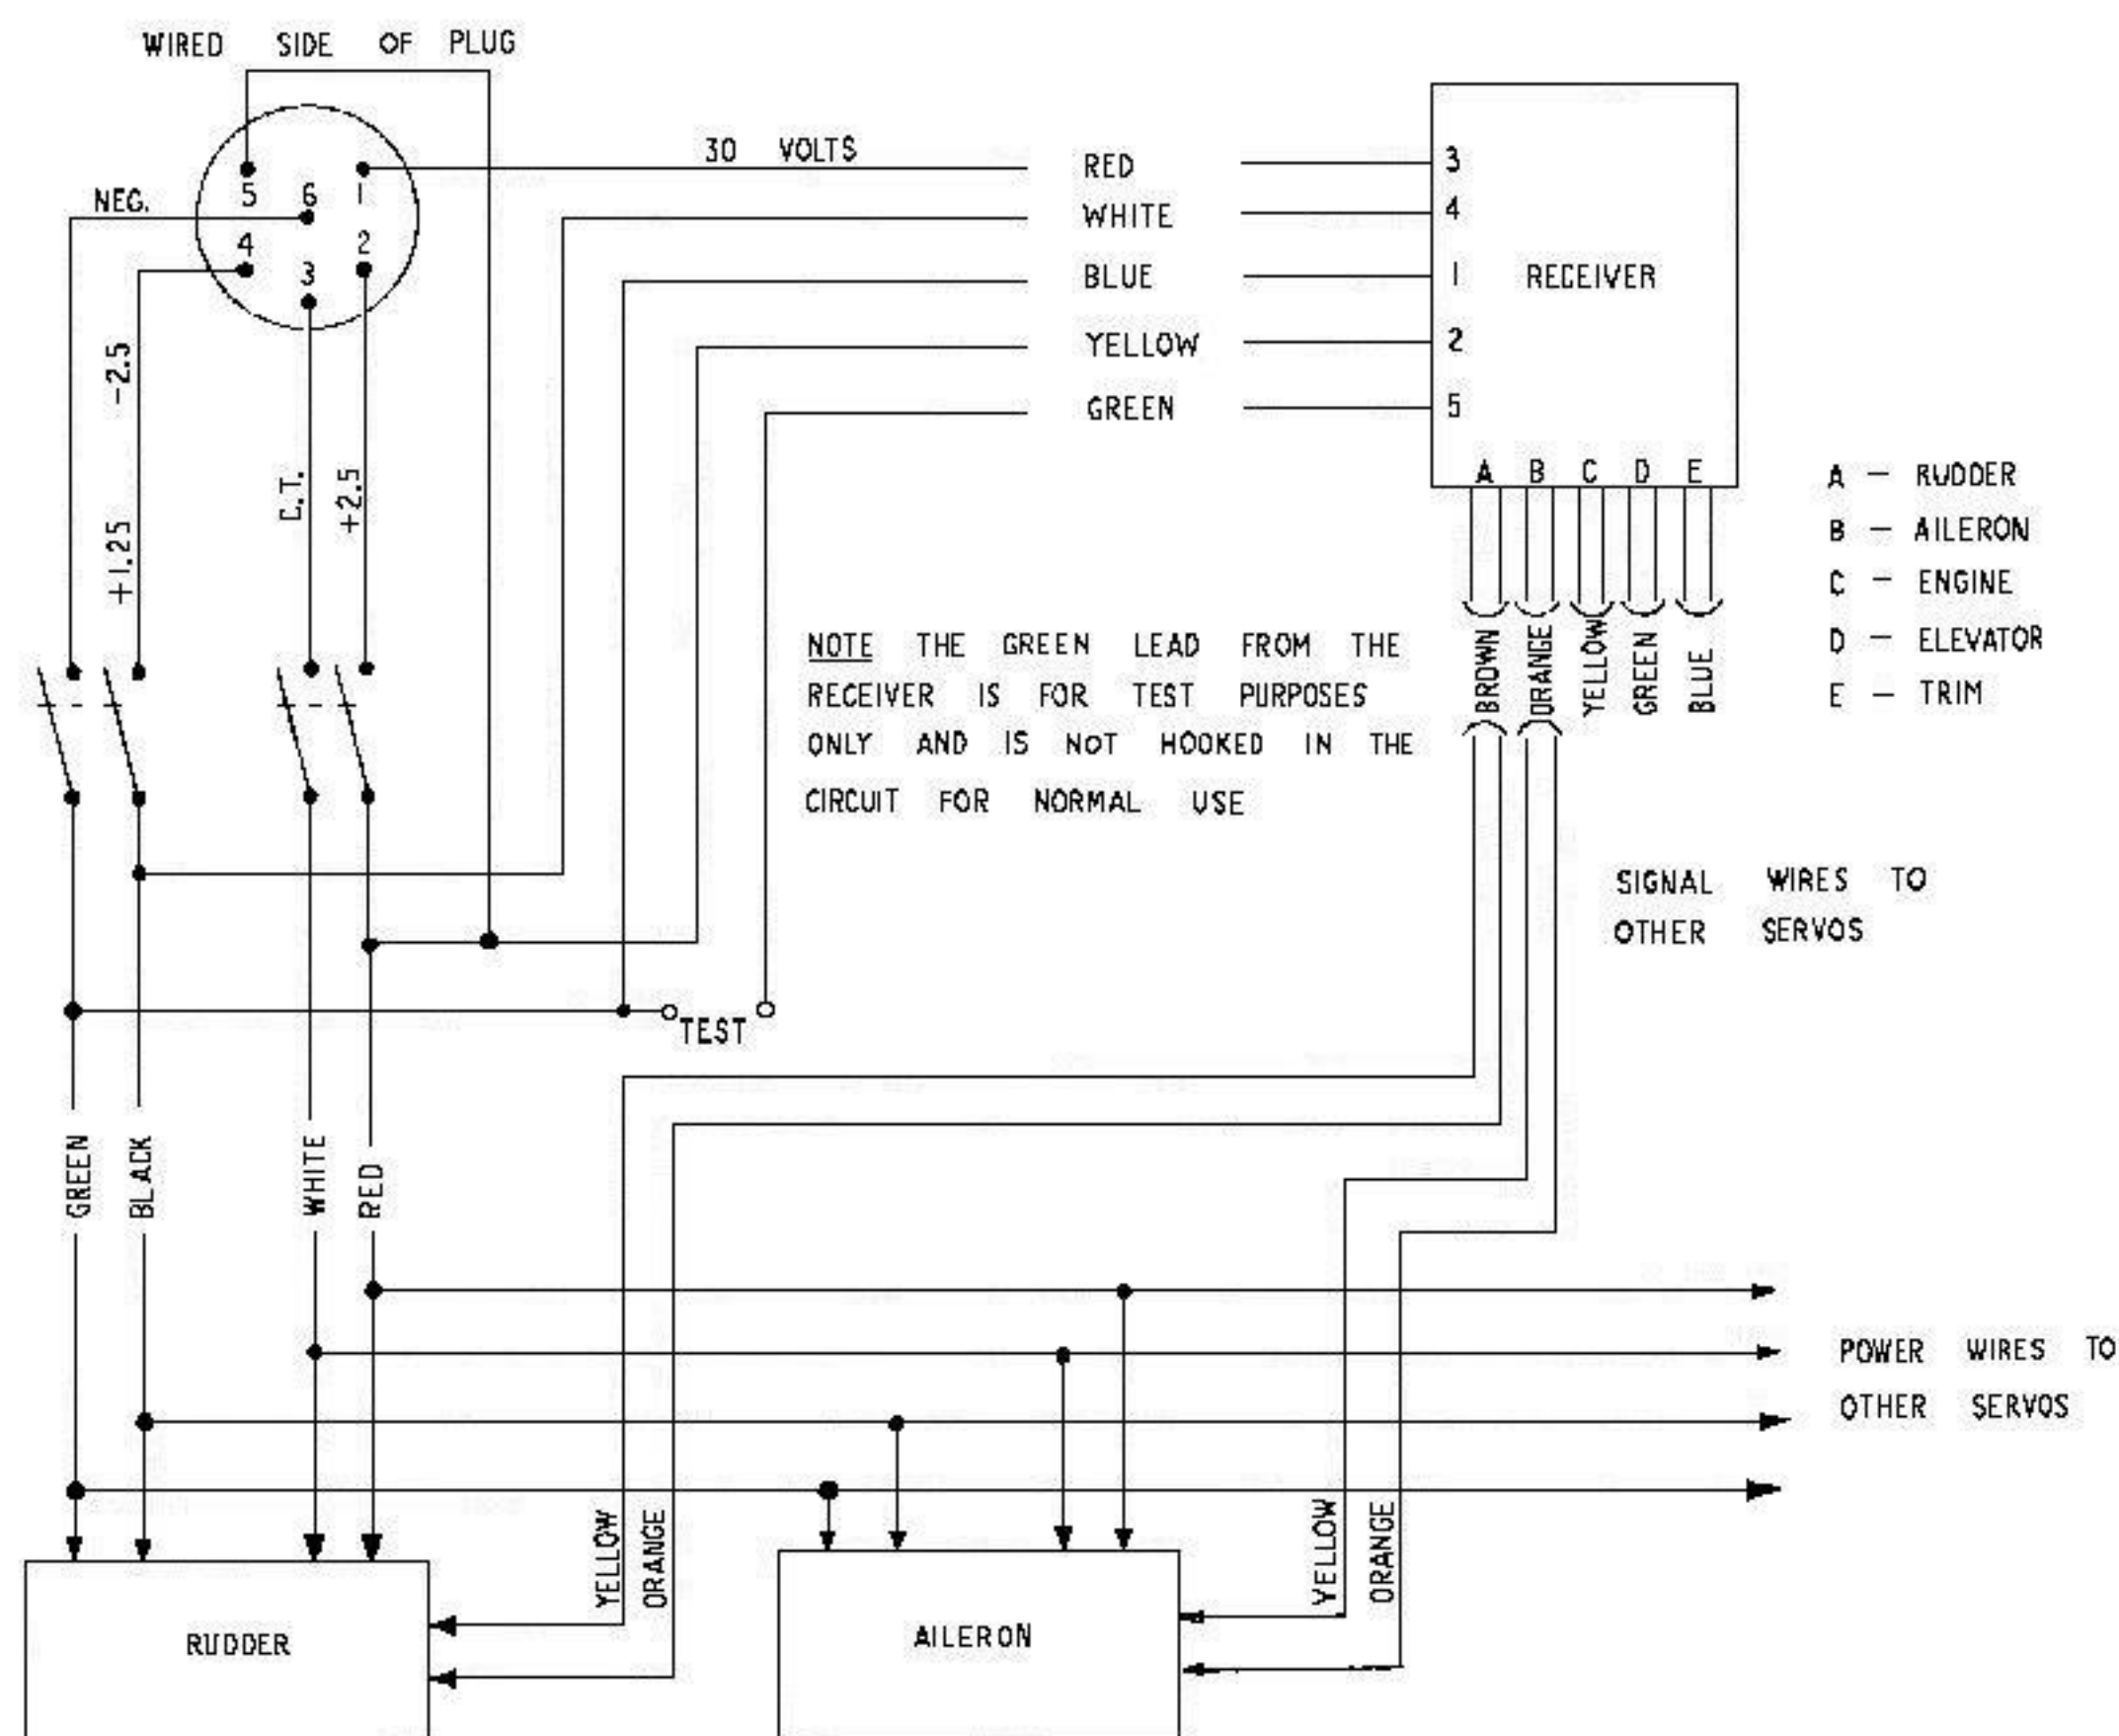 WIRED SIDE OF PLUG
5 6 1
4 3 2
NEG.
-2.5
+1.25
C.T.
+2.5
30 VOLTS
RED
WHITE
BLUE
YELLOW
GREEN
3
4
1
2
5
RECEIVER
A B C D E
A - RUDDER
B - AILERON
C - ENGINE
D - ELEVATOR
E - TRIM
BROWN
ORANGE
YELLOW
GREEN
BLUE
NOTE THE GREEN LEAD FROM THE
RECEIVER IS FOR TEST PURPOSES
ONLY AND IS NOT HOOKED IN THE
CIRCUIT FOR NORMAL USE
SIGNAL WIRES TO
OTHER SERVOS
TEST
GREEN
BLACK
WHITE
RED
POWER WIRES TO
OTHER SERVOS
YELLOW
ORANGE
YELLOW
ORANGE
RUDDER
AILERON